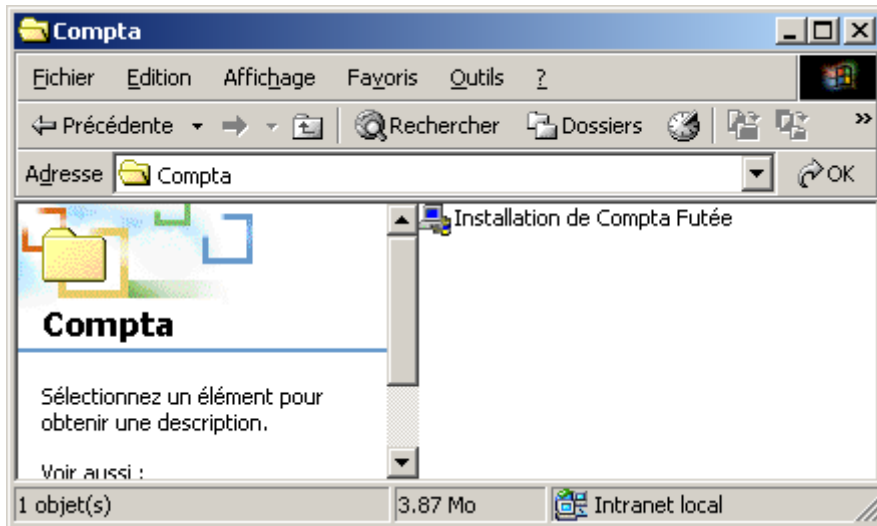 Compta
Fichier Edition Affichage Favoris Outils ?
Précédente Rechercher Dossiers »
Adresse Compta OK
Installation de Compta Futée
Compta
Sélectionnez un élément pour
obtenir une description.
Voir aussi :
1 objet(s) 3.87 Mo Intranet local